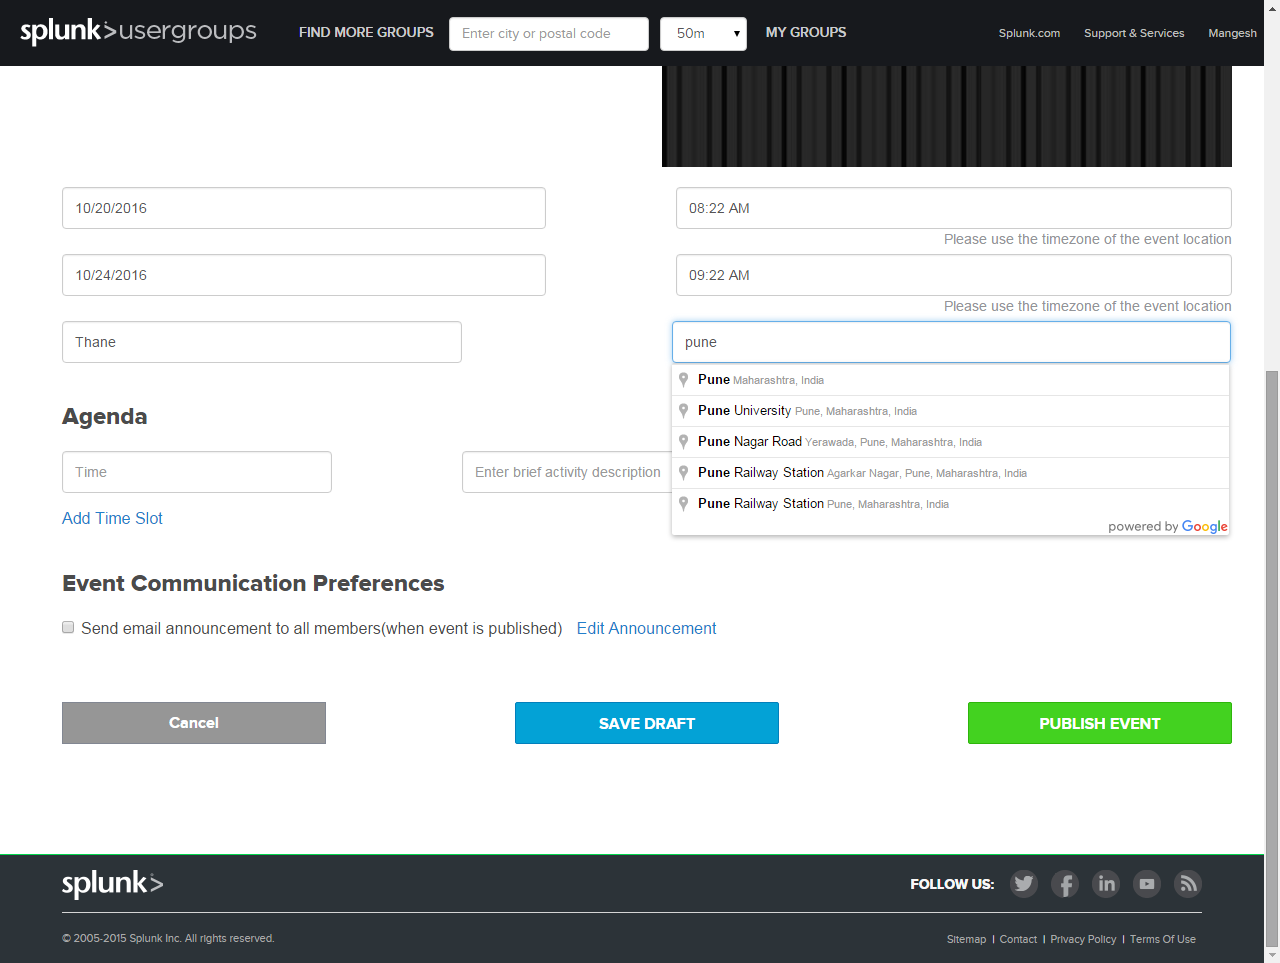 splunk>usergroups FIND MORE GROUPS Enter city or postal code 50m MY GROUPS Splunk.com Support & Services Mangesh
10/20/2016 08:22 AM
Please use the timezone of the event location
10/24/2016 09:22 AM
Please use the timezone of the event location
Thane pune
Pune Maharashtra, India
Pune University Pune, Maharashtra, India
Pune Nagar Road Yerawada, Pune, Maharashtra, India
Pune Railway Station Agarkar Nagar, Pune, Maharashtra, India
Pune Railway Station Pune, Maharashtra, India
powered by Google
Agenda
Time Enter brief activity description
Add Time Slot
Event Communication Preferences
Send email announcement to all members(when event is published) Edit Announcement
Cancel SAVE DRAFT PUBLISH EVENT
splunk> FOLLOW US:
© 2005-2015 Splunk Inc. All rights reserved. Sitemap | Contact | Privacy Policy | Terms Of Use